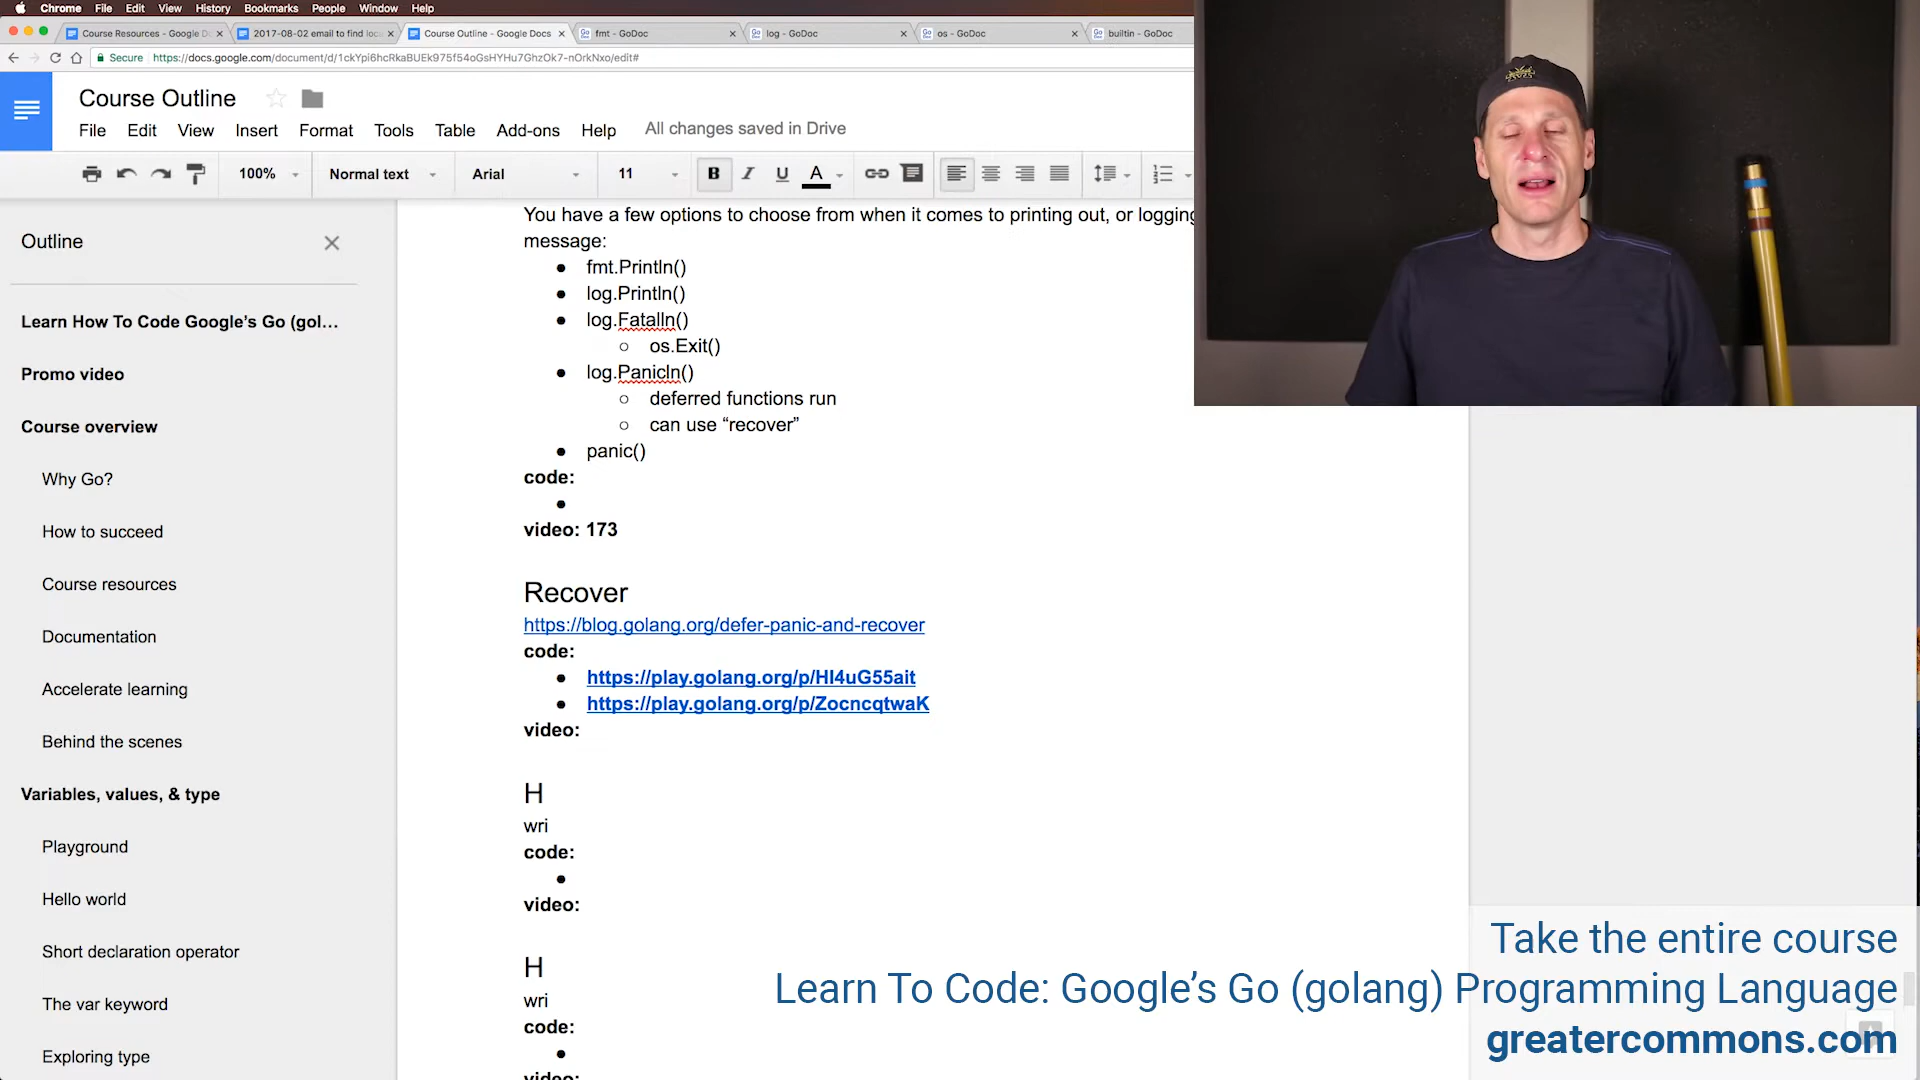 Chrome File Edit View History Bookmarks People Window Help
Course Resources - Google D
2017-08-02 email to find loc
Course Outline - Google Docs
fmt - GoDoc
log - GoDoc
os - GoDoc
builtin - GoDoc
Secure https://docs.google.com/document/d/1ckYpi6hcRkaBUEk975f54oGsHYHu7GhzOk7-nOrkNxo/edit#
Course Outline
File Edit View Insert Format Tools Table Add-ons Help All changes saved in Drive
100% Normal text Arial 11 B I U A
Outline
Learn How To Code Google’s Go (gol...
Promo video
Course overview
Why Go?
How to succeed
Course resources
Documentation
Accelerate learning
Behind the scenes
Variables, values, & type
Playground
Hello world
Short declaration operator
The var keyword
Exploring type
You have a few options to choose from when it comes to printing out, or logging
message:
● fmt.Println()
● log.Println()
● log.Fatalln()
○ os.Exit()
● log.Panicln()
○ deferred functions run
○ can use “recover”
● panic()
code:
●
video: 173
Recover
https://blog.golang.org/defer-panic-and-recover
code:
● https://play.golang.org/p/HI4uG55ait
● https://play.golang.org/p/ZocncqtwaK
video:
H
wri
code:
●
video:
H
wri
code:
●
video:
Take the entire course
Learn To Code: Google’s Go (golang) Programming Language
greatercommons.com